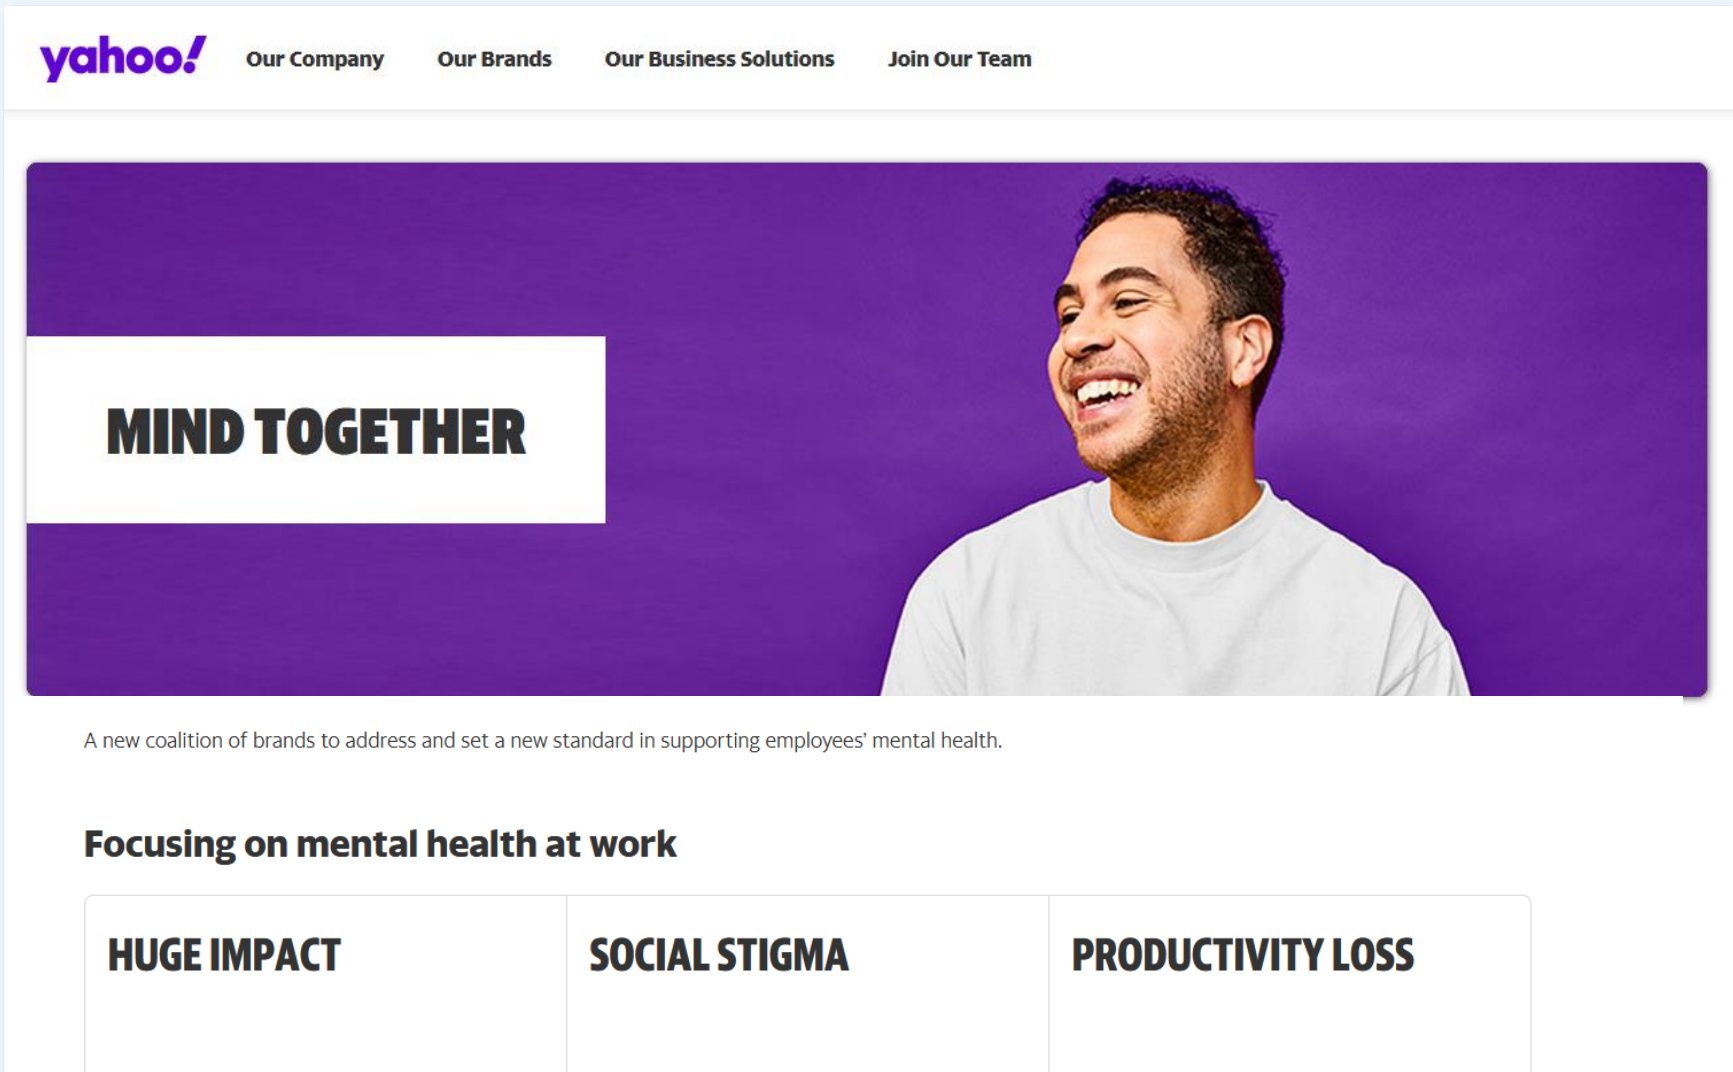 yahoo!
Our Company
Our Brands
Our Business Solutions
Join Our Team
MIND TOGETHER
A new coalition of brands to address and set a new standard in supporting employees’ mental health.
Focusing on mental health at work
HUGE IMPACT
SOCIAL STIGMA
PRODUCTIVITY LOSS